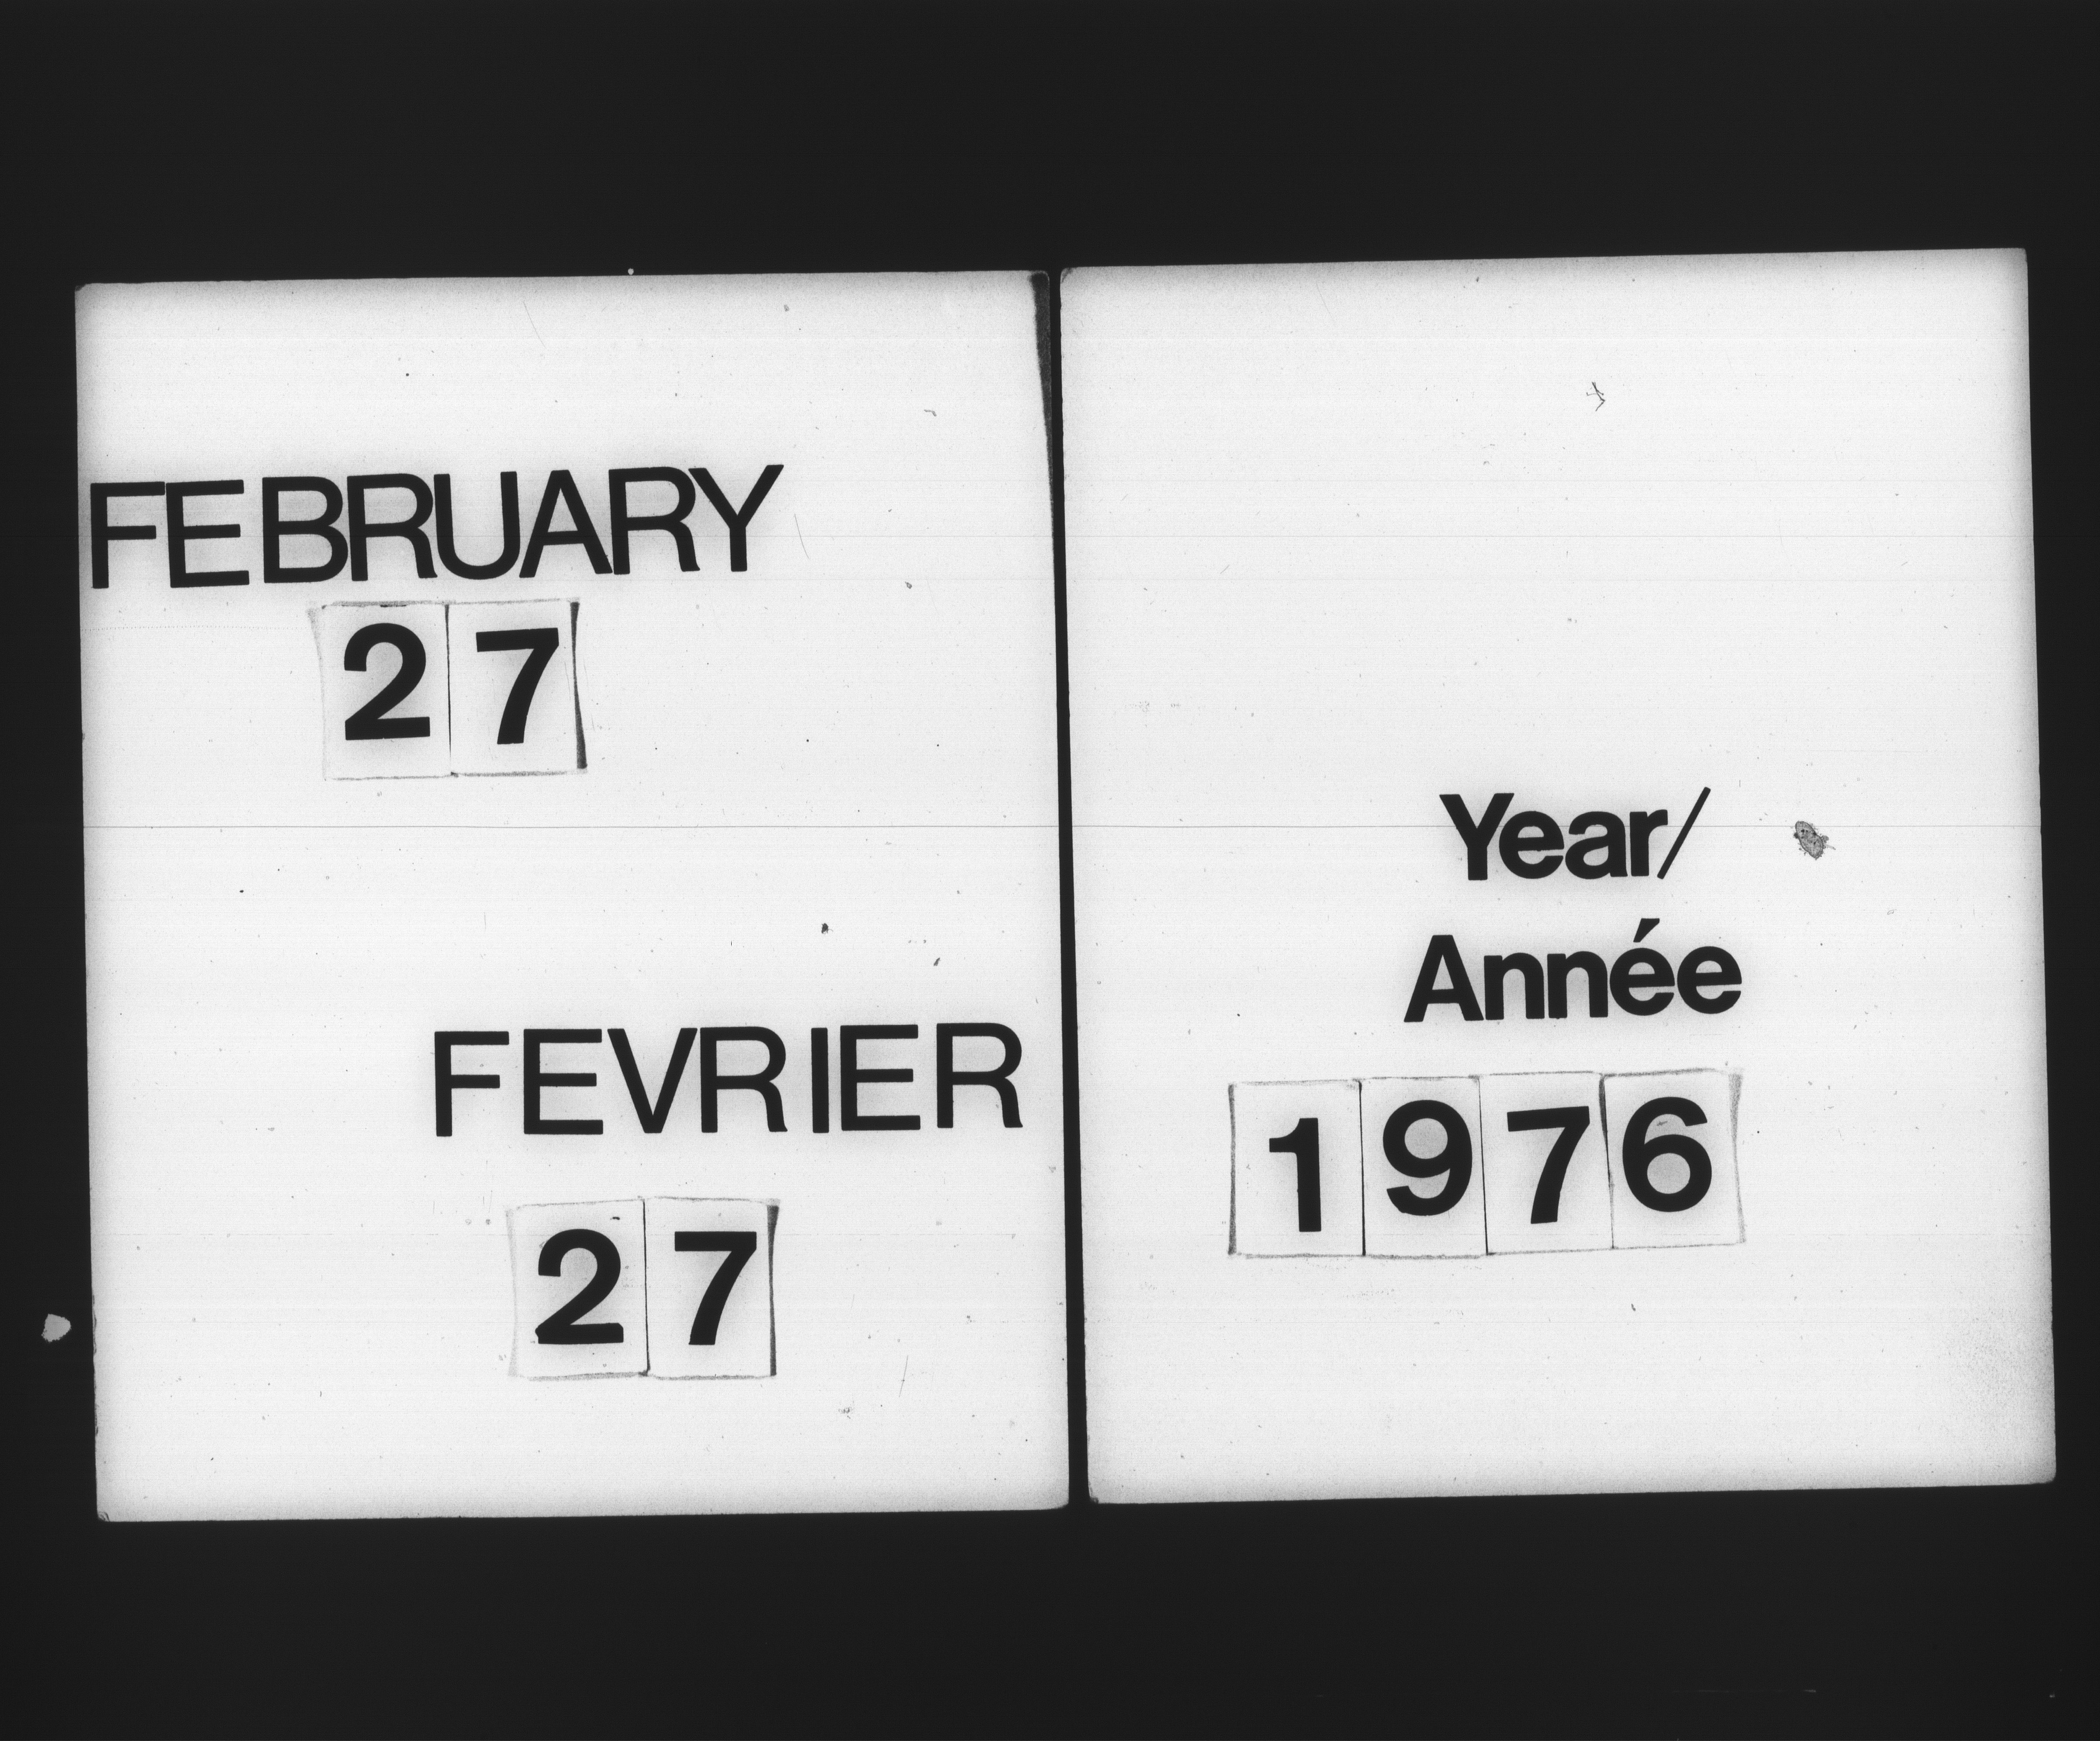 FEBRUARY
27
FEVRIER
27
Year/
Année
1976